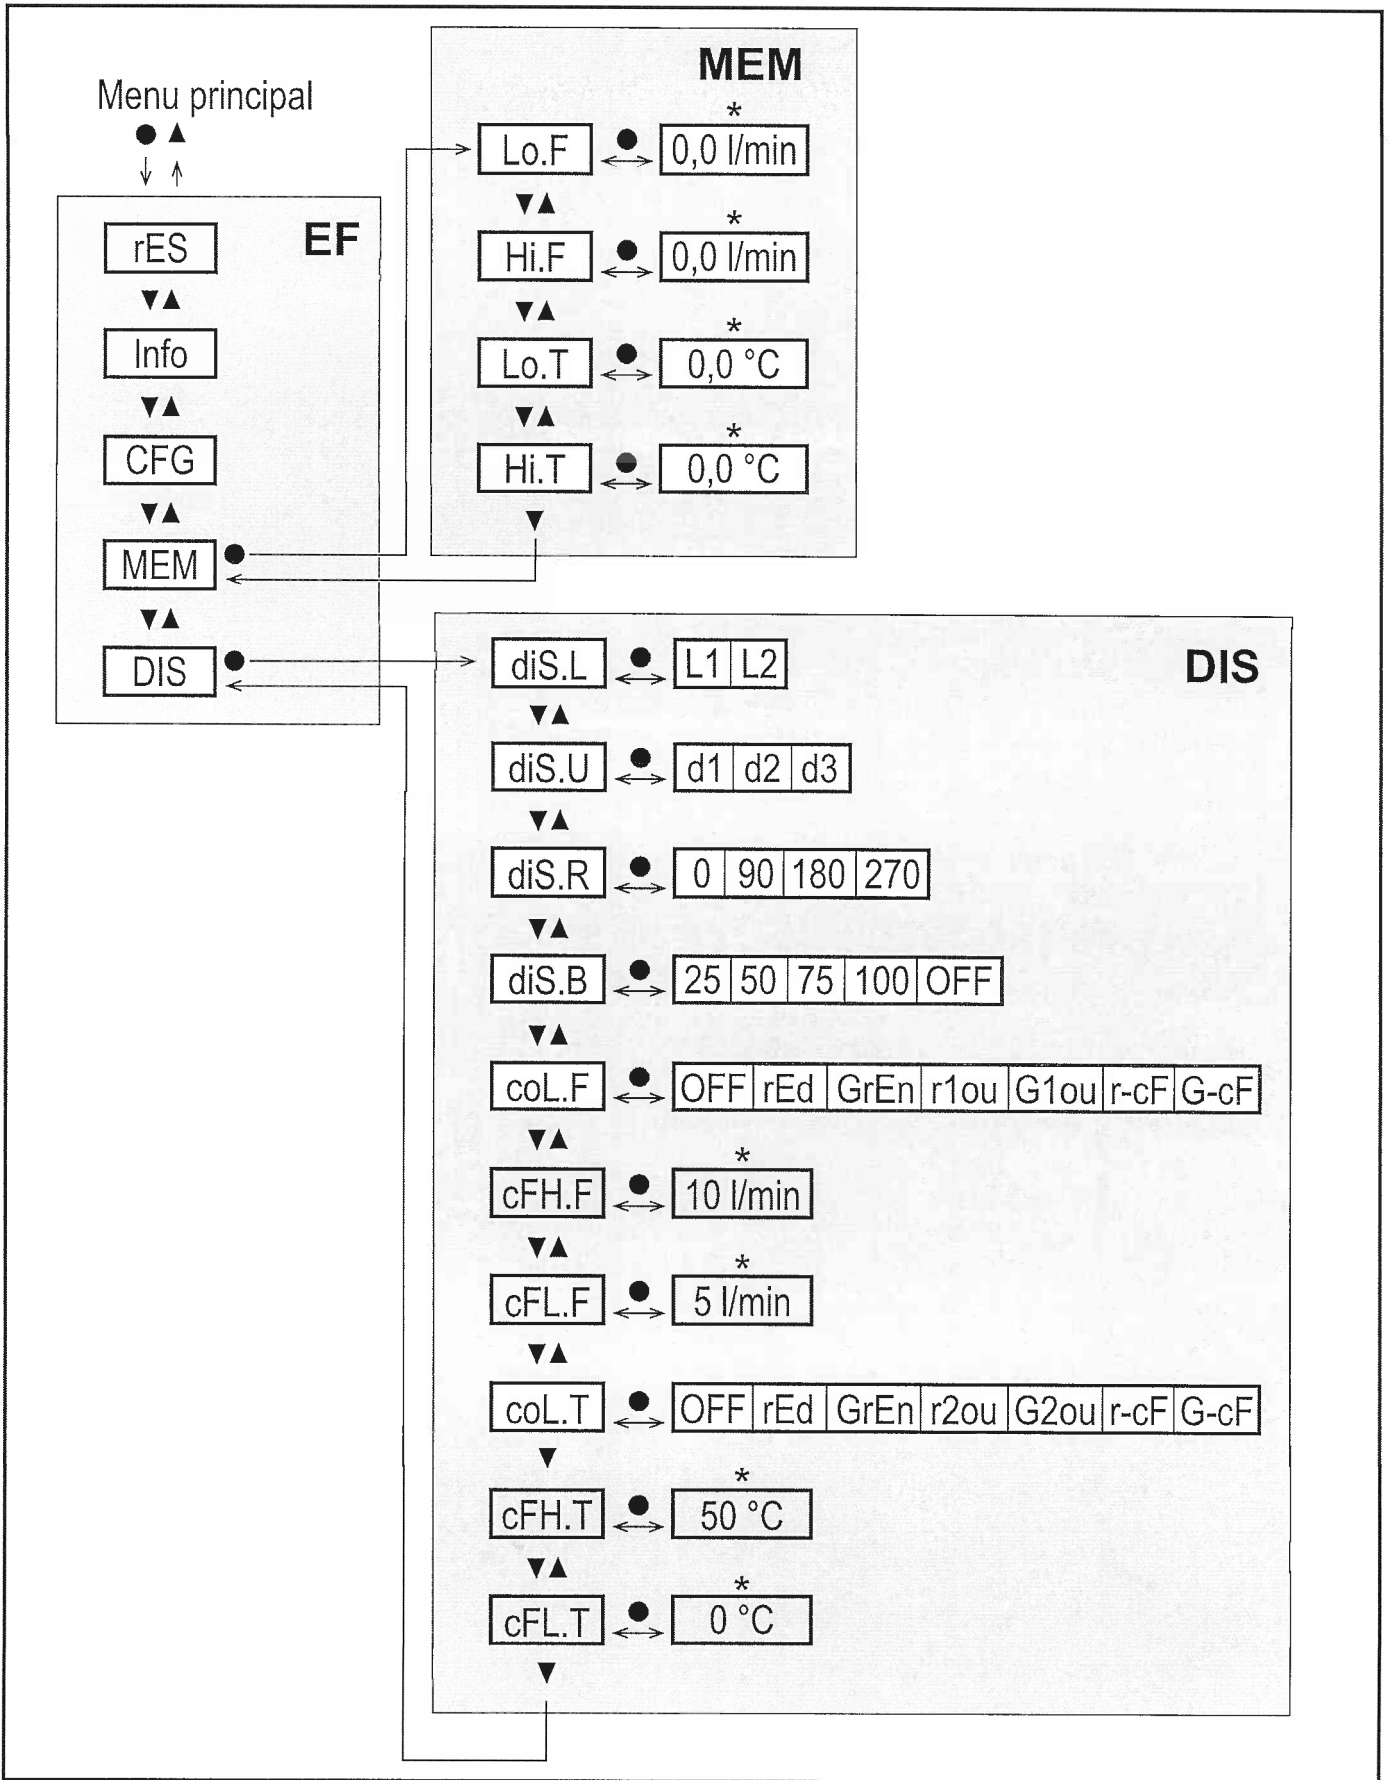 Menu principal
EF
rES
Info
CFG
MEM
DIS
MEM
*
Lo.F 0,0 l/min
*
Hi.F 0,0 l/min
*
Lo.T 0,0 °C
*
Hi.T 0,0 °C
DIS
diS.L L1 L2
diS.U d1 d2 d3
diS.R 0 90 180 270
diS.B 25 50 75 100 OFF
coL.F OFF rEd GrEn r1ou G1ou r-cF G-cF
*
cFH.F 10 l/min
*
cFL.F 5 l/min
coL.T OFF rEd GrEn r2ou G2ou r-cF G-cF
*
cFH.T 50 °C
*
cFL.T 0 °C